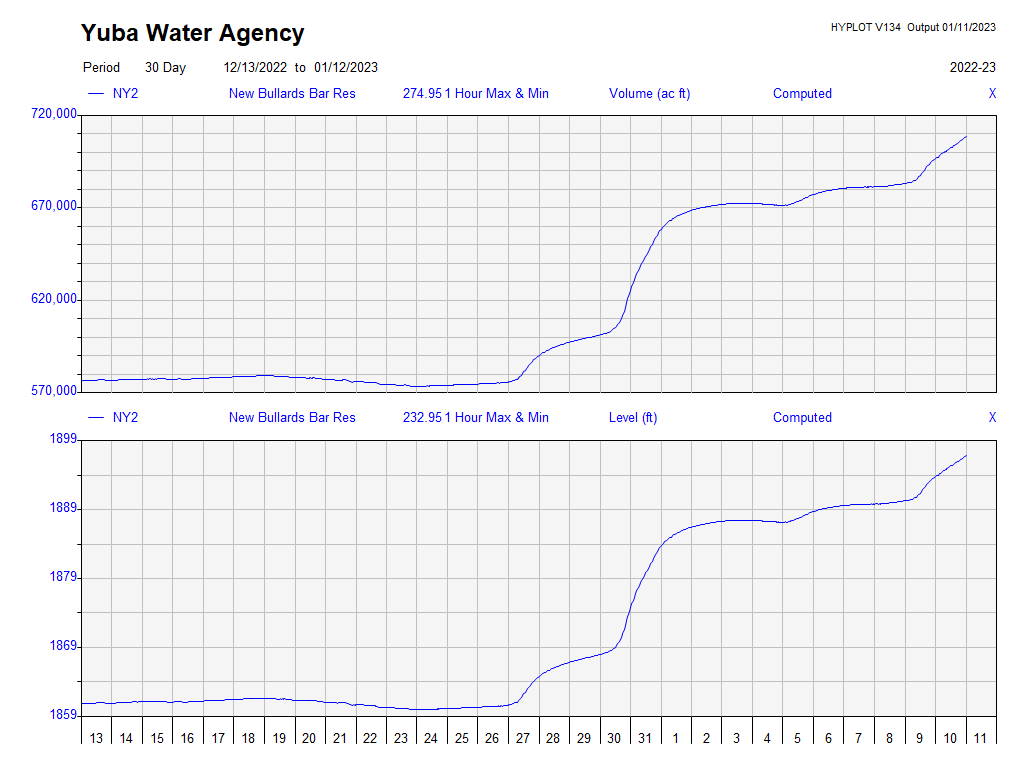 Yuba Water Agency
HYPLOT V134 Output 01/11/2023
Period 30 Day 12/13/2022 to 01/12/2023 2022-23
NY2 New Bullards Bar Res 274.95 1 Hour Max & Min Volume (ac ft) Computed X
720,000
670,000
620,000
570,000
NY2 New Bullards Bar Res 232.95 1 Hour Max & Min Level (ft) Computed X
1899
1889
1879
1869
1859
13 14 15 16 17 18 19 20 21 22 23 24 25 26 27 28 29 30 31 1 2 3 4 5 6 7 8 9 10 11